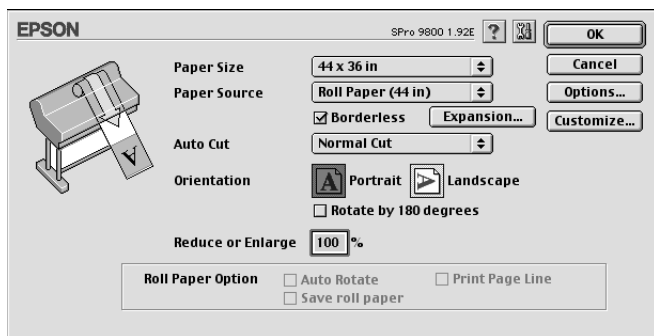 EPSON SPro 9800 1.92E ? OK
Paper Size 44 x 36 in Cancel
Paper Source Roll Paper (44 in) Options...
Borderless Expansion... Customize...
Auto Cut Normal Cut
Orientation A Portrait A Landscape
Rotate by 180 degrees
Reduce or Enlarge 100 %
Roll Paper Option Auto Rotate Print Page Line
Save roll paper
A